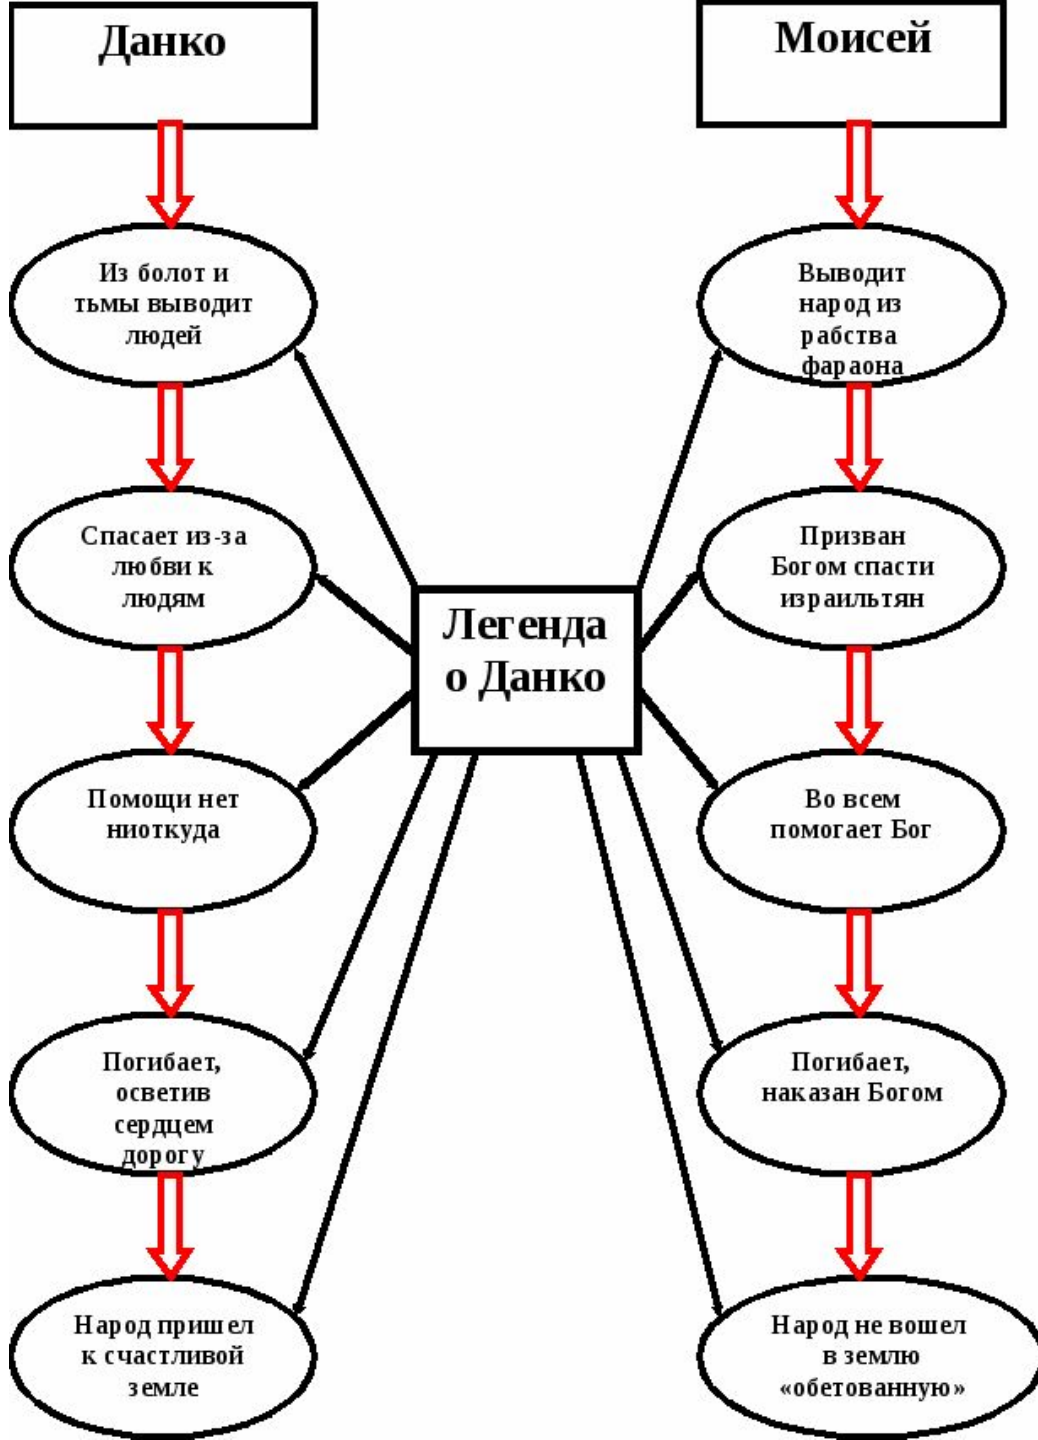 Данко
Моисей
Из болот и
тьмы выводит
людей
Выводит
народ из
рабства
фараона
Спасает из-за
любви к
людям
Призван
Богом спасти
израильтян
Легенда
о Данко
Помощи нет
ниоткуда
Во всем
помогает Бог
Погибает,
осветив
сердцем
дорогу
Погибает,
наказан Богом
Народ пришел
к счастливой
земле
Народ не вошел
в землю
«обетованную»